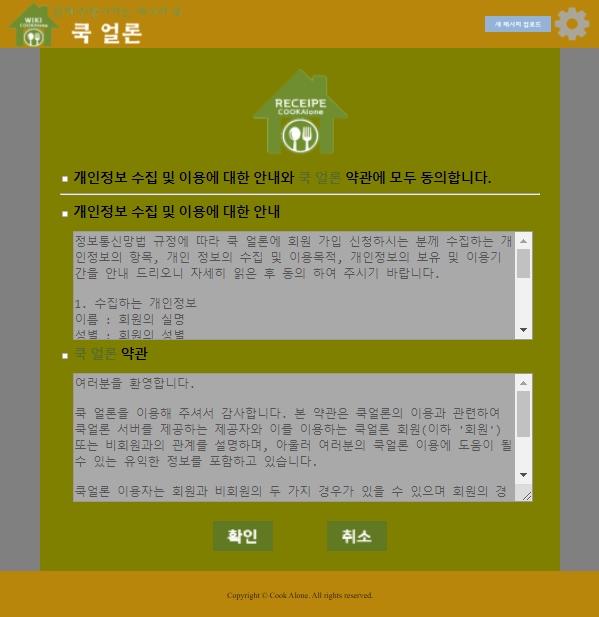 WIKI
COOKAlone
쿡 얼론
새 레시피 업로드
RECEIPE
COOKAlone
개인정보 수집 및 이용에 대한 안내와 쿡 얼론 약관에 모두 동의합니다.
개인정보 수집 및 이용에 대한 안내
정보통신망법 규정에 따라 쿡 얼론에 회원 가입 신청하시는 분께 수집하는 개
인정보의 항목, 개인 정보의 수집 및 이용목적, 개인정보의 보유 및 이용기
간을 안내 드리오니 자세히 읽은 후 동의 하여 주시기 바랍니다.
1. 수집하는 개인정보
이름 : 회원의 실명
성별 : 회원의 성별
쿡 얼론 약관
여러분을 환영합니다.
쿡 얼론을 이용해 주셔서 감사합니다. 본 약관은 쿡얼론의 이용과 관련하여
쿡얼론 서버를 제공하는 제공자와 이를 이용하는 쿡얼론 회원(이하 '회원')
또는 비회원과의 관계를 설명하며, 아울러 여러분의 쿡얼론 이용에 도움이 될
수 있는 유익한 정보를 포함하고 있습니다.
쿡얼론 이용자는 회원과 비회원의 두 가지 경우가 있을 수 있으며 회원의 경
확인
취소
Copyright © Cook Alone. All rights reserved.